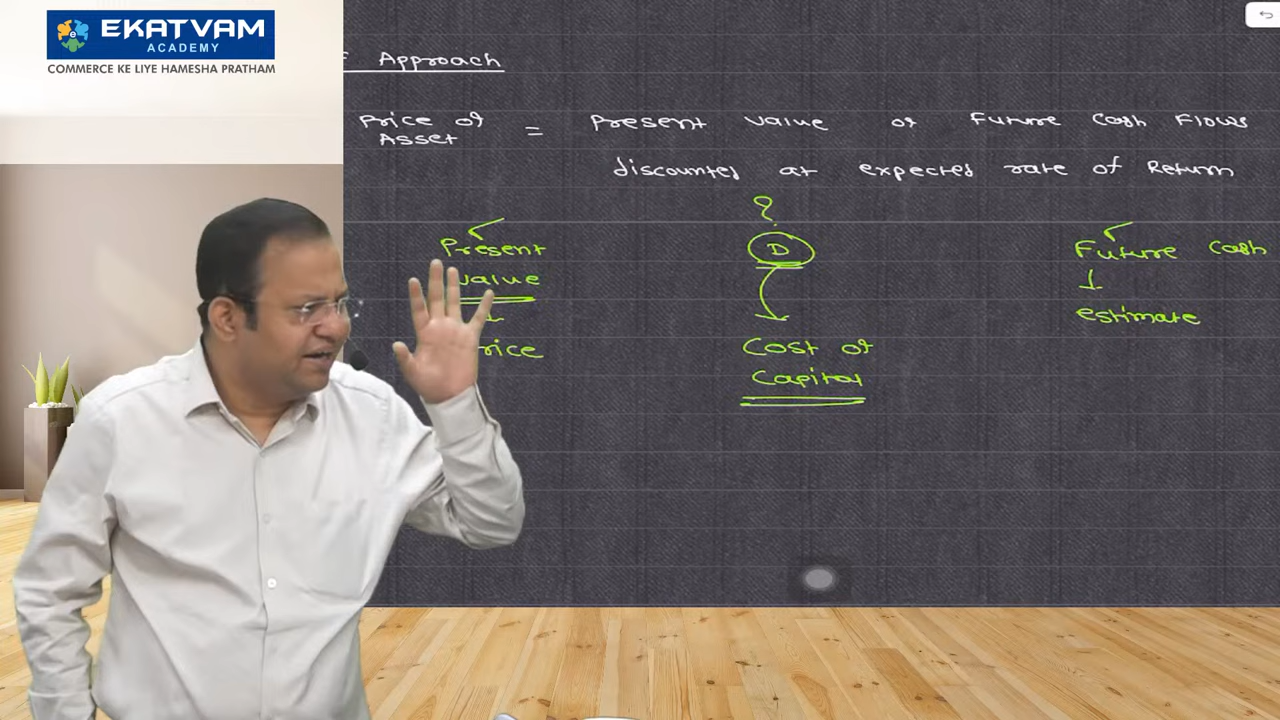 EKATVAM
ACADEMY
COMMERCE KE LIYE HAMESHA PRATHAM
Approach
Price of Asset = Present value of Future Cash Flows
discounted at expected rate of Return
?
Present D Future Cash
value
estimate
Cost of
Capital